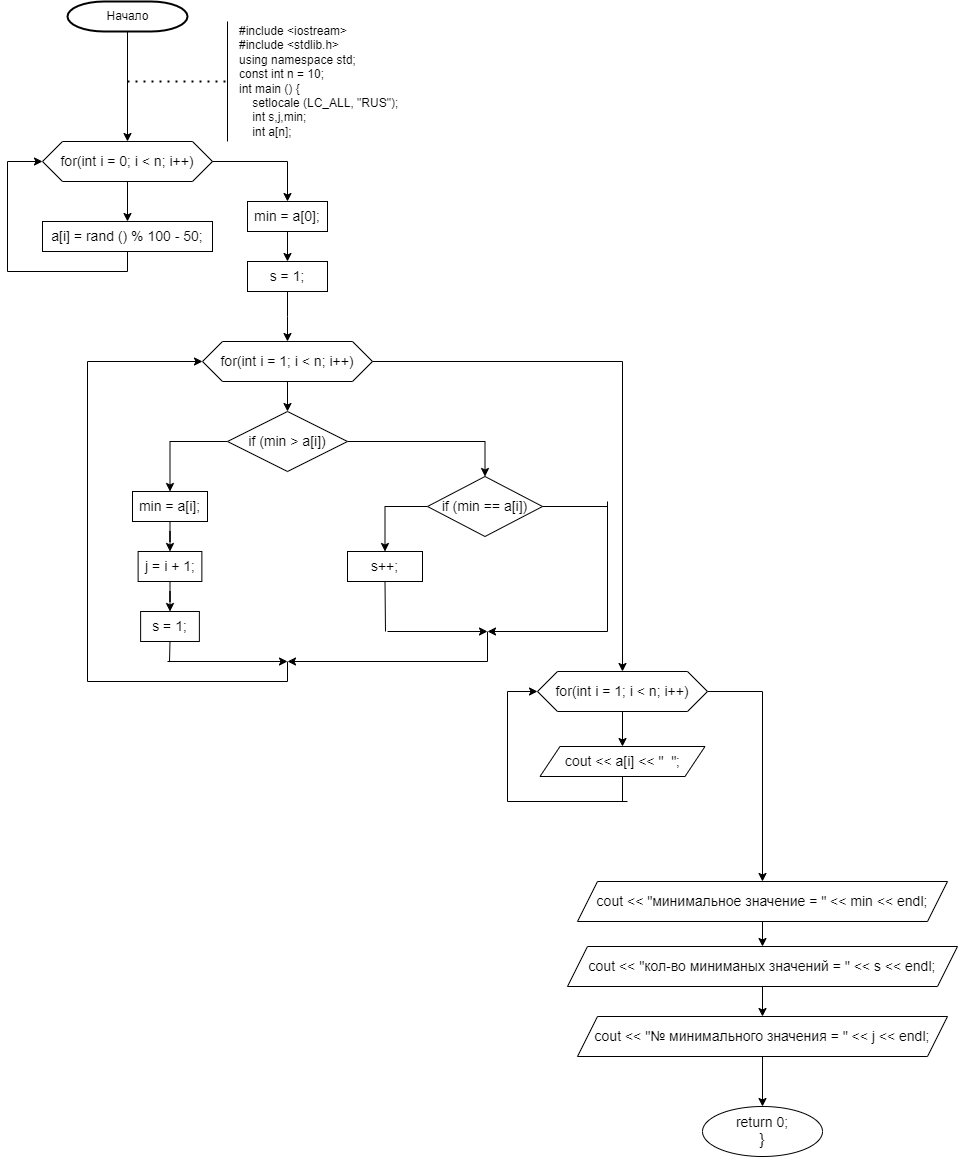 Начало
#include <iostream>
#include <stdlib.h>
using namespace std;
const int n = 10;
int main () {
setlocale (LC_ALL, "RUS");
int s,j,min;
int a[n];
for(int i = 0; i < n; i++)
a[i] = rand () % 100 - 50;
min = a[0];
s = 1;
for(int i = 1; i < n; i++)
if (min > a[i])
min = a[i];
j = i + 1;
s = 1;
if (min == a[i])
s++;
for(int i = 1; i < n; i++)
cout << a[i] << "  ";
cout << "минимальное значение = " << min << endl;
cout << "кол-во миниманых значений = " << s << endl;
cout << "№ минимального значения = " << j << endl;
return 0;
}